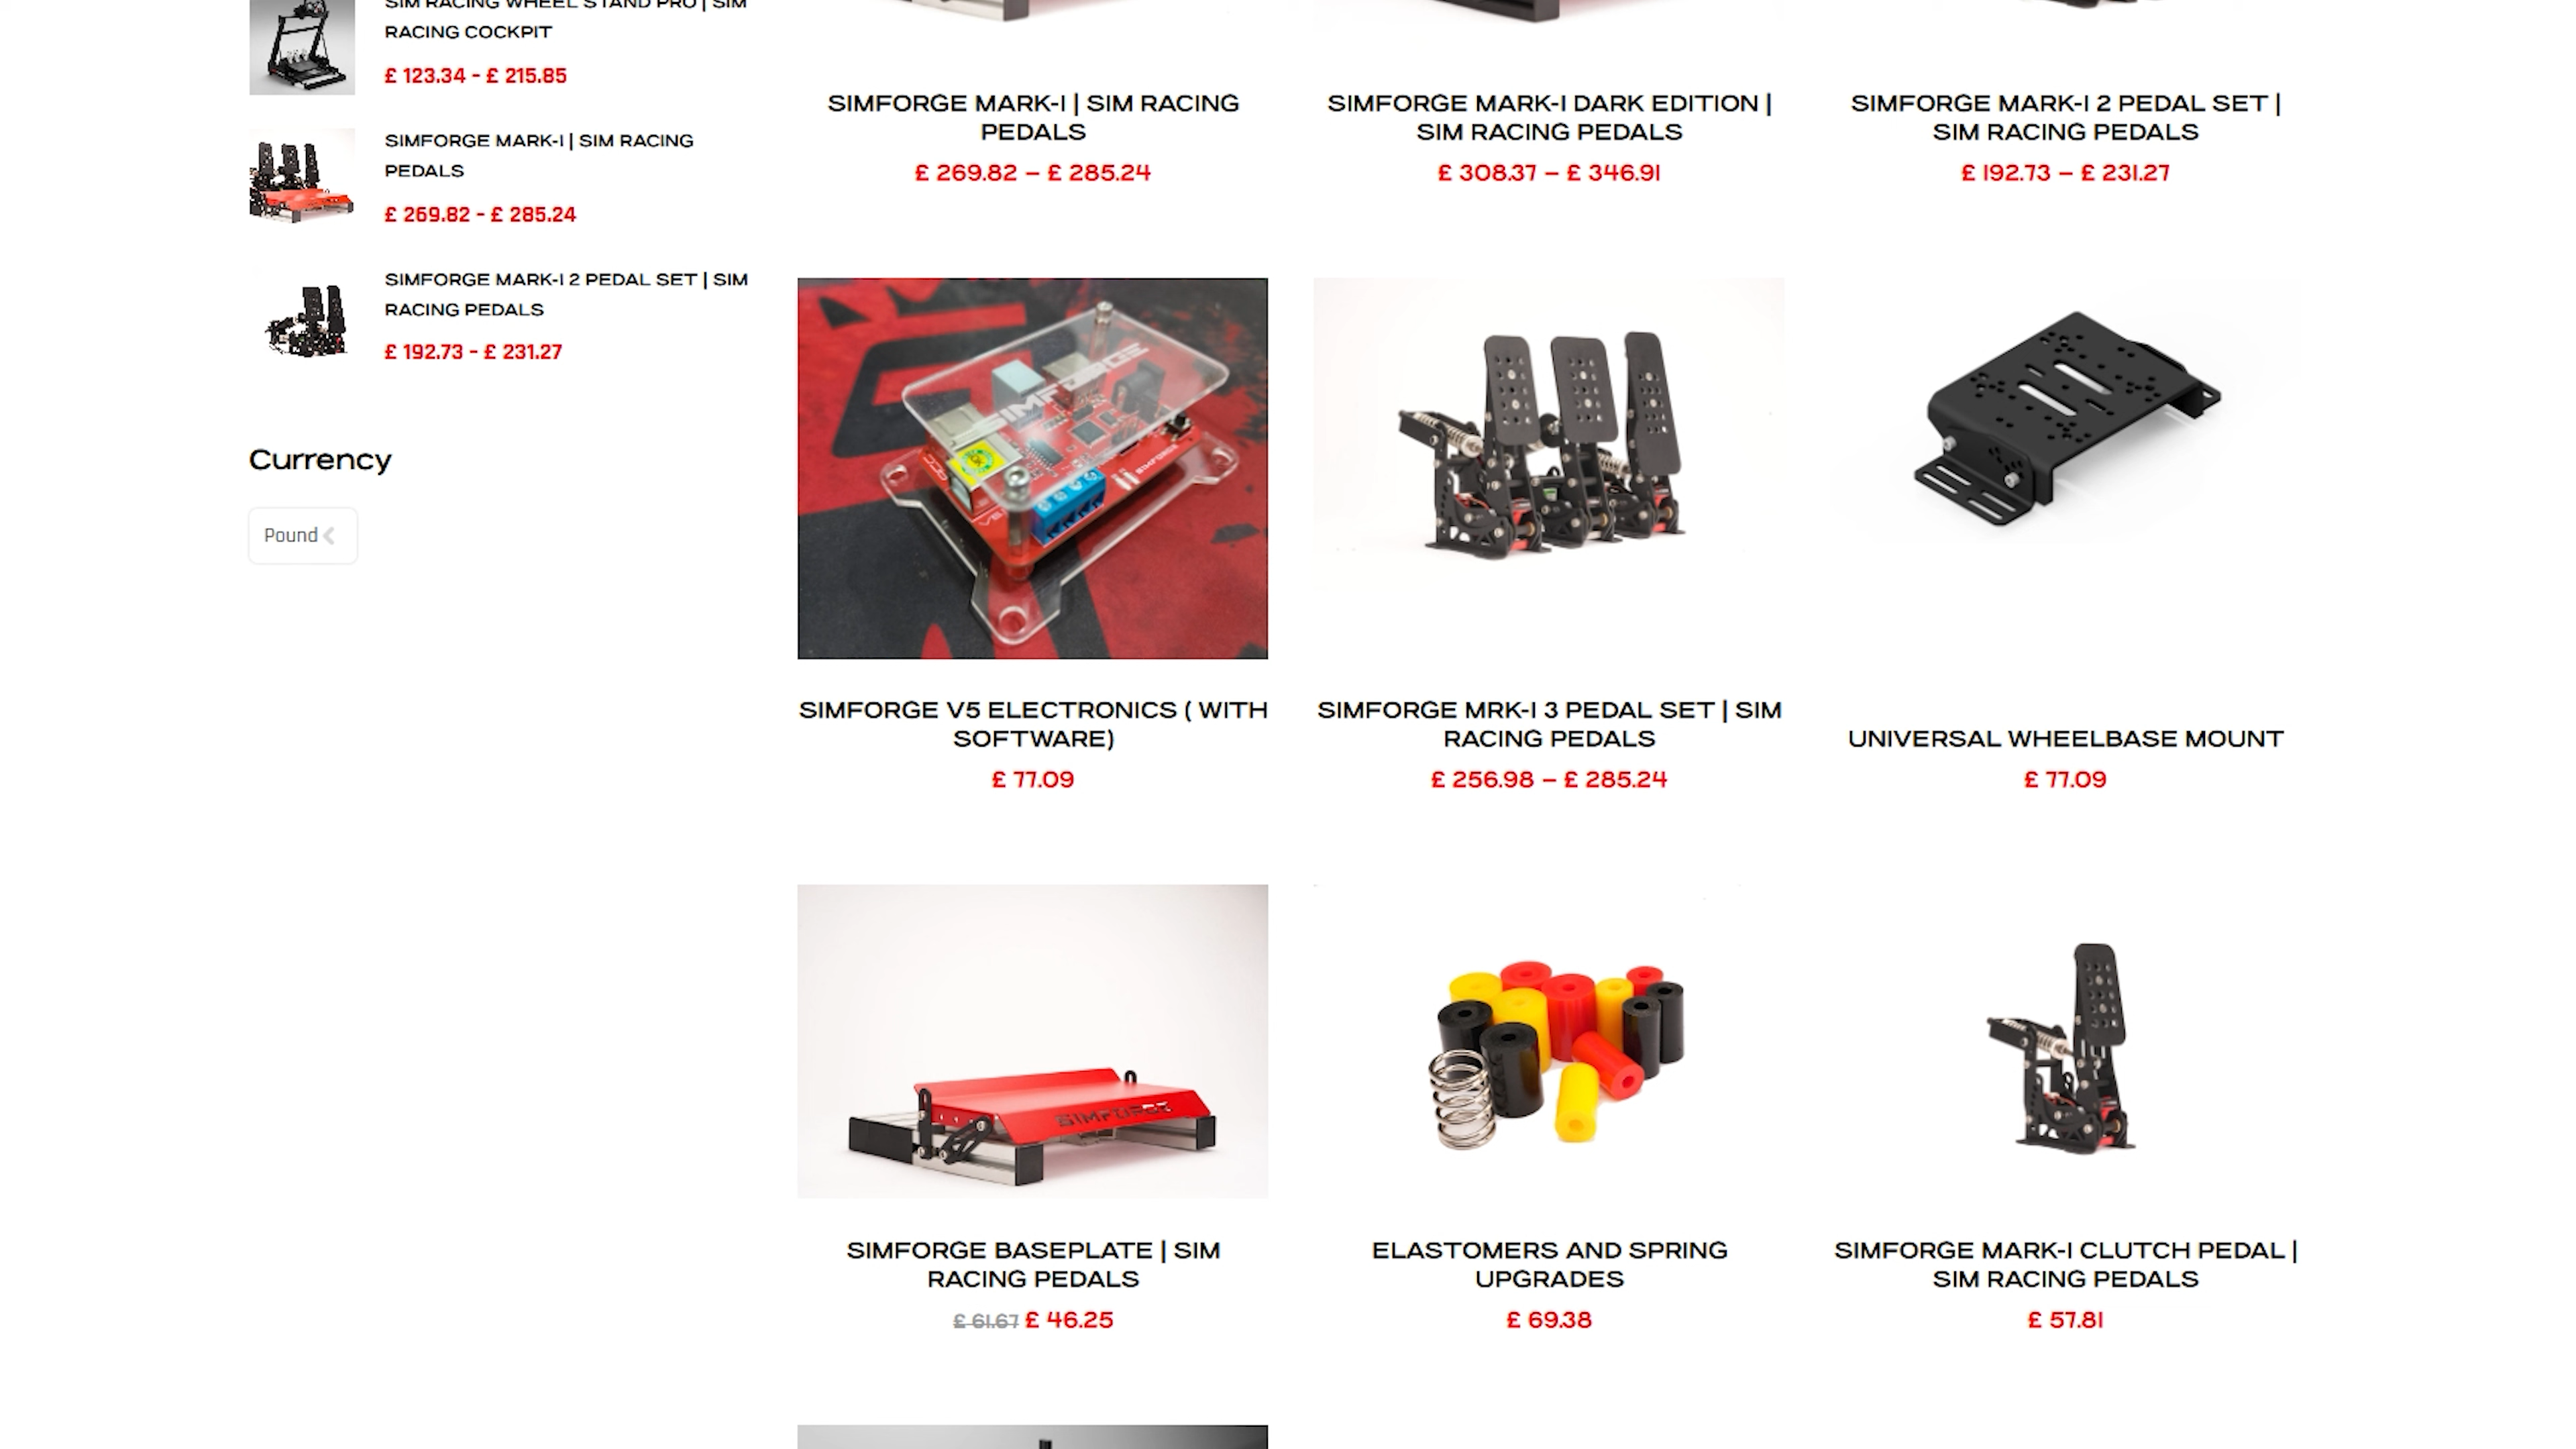 SIM RACING WHEEL STAND PRO | SIM
RACING COCKPIT
£ 123.34 - £ 215.85
SIMFORGE MARK-I | SIM RACING
PEDALS
£ 269.82 - £ 285.24
SIMFORGE MARK-I 2 PEDAL SET | SIM
RACING PEDALS
£ 192.73 - £ 231.27
Currency
Pound
SIMFORGE MARK-I | SIM RACING
PEDALS
£ 269.82 – £ 285.24
SIMFORGE MARK-I DARK EDITION |
SIM RACING PEDALS
£ 308.37 – £ 346.91
SIMFORGE MARK-I 2 PEDAL SET |
SIM RACING PEDALS
£ 192.73 – £ 231.27
SIMFORGE
SIMFORGE
SIMFORGE V5 ELECTRONICS ( WITH
SOFTWARE)
£ 77.09
SIMFORGE MRK-I 3 PEDAL SET | SIM
RACING PEDALS
£ 256.98 – £ 285.24
UNIVERSAL WHEELBASE MOUNT
£ 77.09
SIMFORGE
SIMFORGE BASEPLATE | SIM
RACING PEDALS
£ 61.67 £ 46.25
ELASTOMERS AND SPRING
UPGRADES
£ 69.38
SIMFORGE MARK-I CLUTCH PEDAL |
SIM RACING PEDALS
£ 57.81